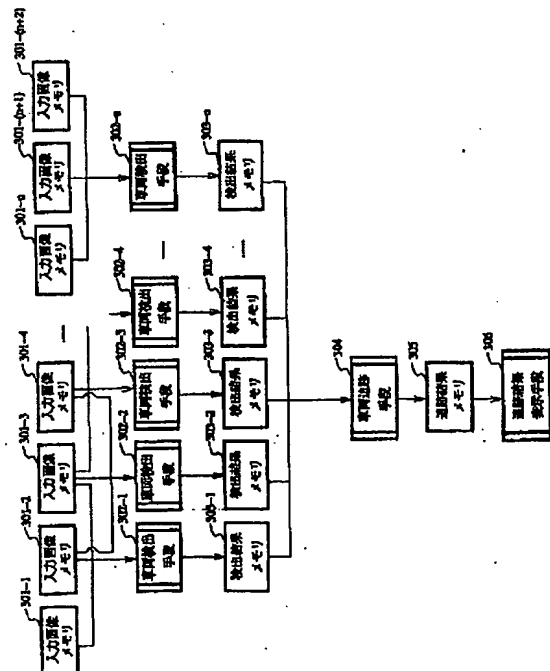 301-1
入力画像
メモリ
301-2
入力画像
メモリ
301-3
入力画像
メモリ
301-4
入力画像
メモリ
301-n
入力画像
メモリ
301-(n+1)
入力画像
メモリ
301-(n+2)
入力画像
メモリ
302-1
車両検出
手段
302-2
車両検出
手段
302-3
車両検出
手段
302-4
車両検出
手段
302-n
車両検出
手段
303-1
検出結果
メモリ
303-2
検出結果
メモリ
303-3
検出結果
メモリ
303-4
検出結果
メモリ
303-n
検出結果
メモリ
304
車両追跡
手段
305
追跡結果
メモリ
306
追跡結果
表示手段